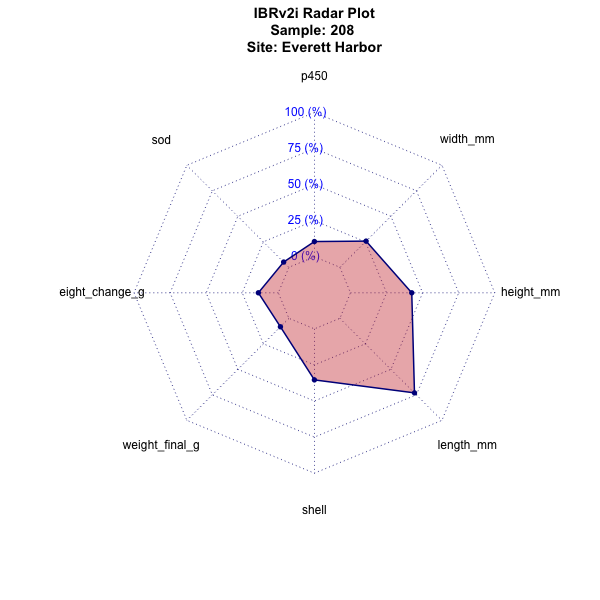 IBRv2i Radar Plot
Sample: 208
Site: Everett Harbor
p450
100 (%)
sod
width_mm
75 (%)
50 (%)
25 (%)
0 (%)
eight_change_g
height_mm
weight_final_g
length_mm
shell